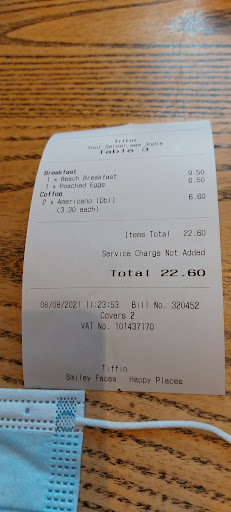 Tiffin
Your Server was Jodie
Table 3
Breakfast
1 x Beach Breakfast 9.50
1 x Poached Eggs 6.50
Coffee
2 x Americano (Dbl) 6.60
(3.30 each)
Items Total 22.60
Service Charge Not Added
Total 22.60
08/08/2021 11:23:53 Bill No. 320452
Covers 2
VAT No. 101437170
Tiffin
Smiley Faces Happy Places